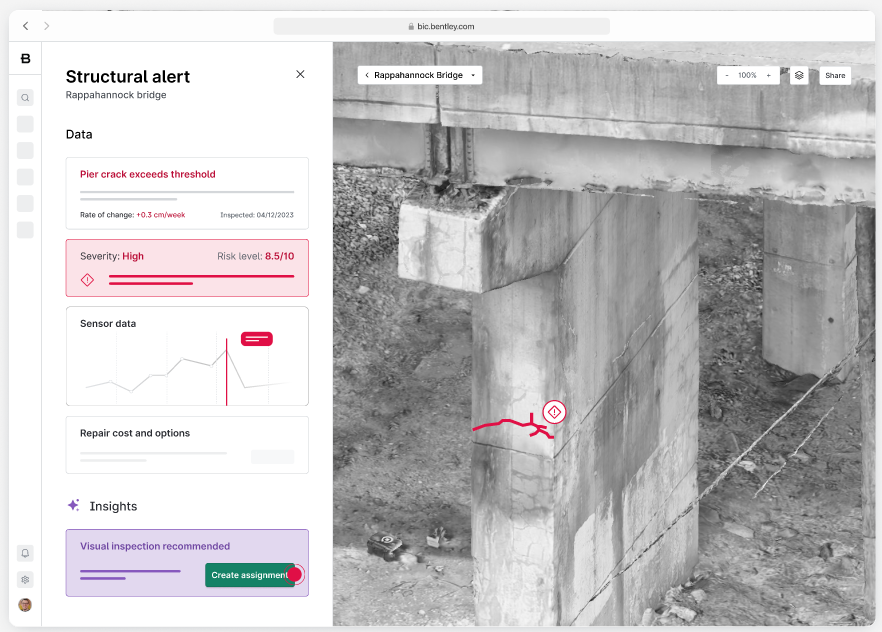 bic.bentley.com
B
Structural alert
Rappahannock bridge
Data
Pier crack exceeds threshold
Rate of change: +0.3 cm/week
Inspected: 04/12/2023
Severity: High
Risk level: 8.5/10
Sensor data
Repair cost and options
Insights
Visual inspection recommended
Create assignment
Rappahannock Bridge
- 100% +
Share